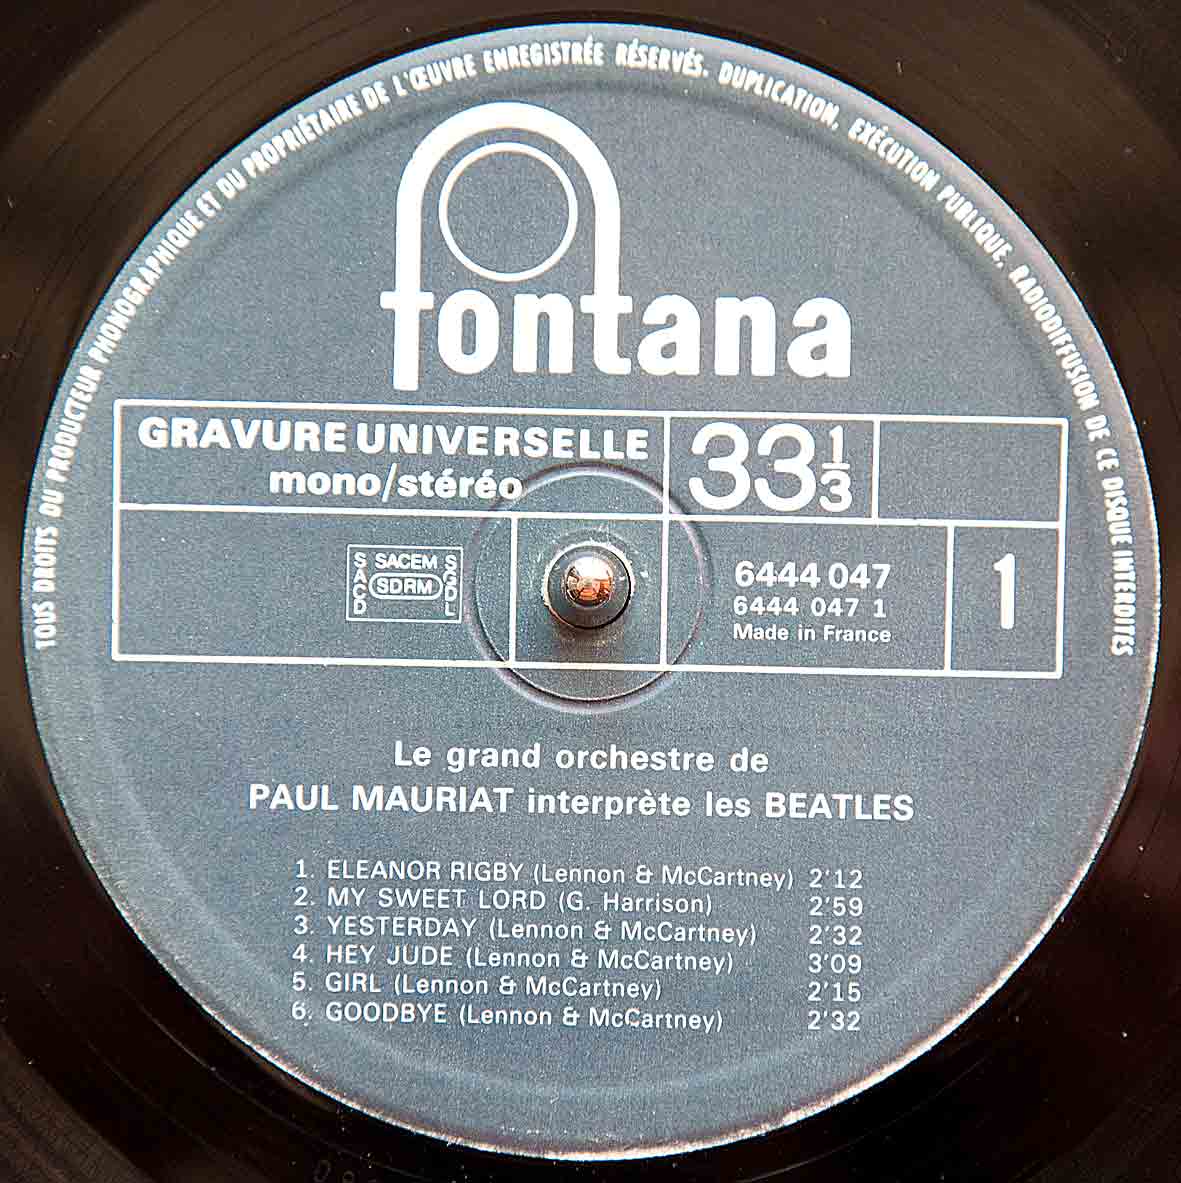 TOUS DROITS DU PRODUCTEUR PHONOGRAPHIQUE ET DU PROPRIÉTAIRE DE L'ŒUVRE ENREGISTRÉE RÉSERVÉS. DUPLICATION, EXÉCUTION PUBLIQUE, RADIODIFFUSION DE CE DISQUE INTERDITES
fontana
GRAVURE UNIVERSELLE
mono/stéréo
33 1/3
SACEM
SACD
SDRM
SGDL
6444 047
6444 047 1
Made in France
1
Le grand orchestre de
PAUL MAURIAT interprète les BEATLES
1. ELEANOR RIGBY (Lennon & McCartney) 2'12
2. MY SWEET LORD (G. Harrison) 2'59
3. YESTERDAY (Lennon & McCartney) 2'32
4. HEY JUDE (Lennon & McCartney) 3'09
5. GIRL (Lennon & McCartney) 2'15
6. GOODBYE (Lennon & McCartney) 2'32